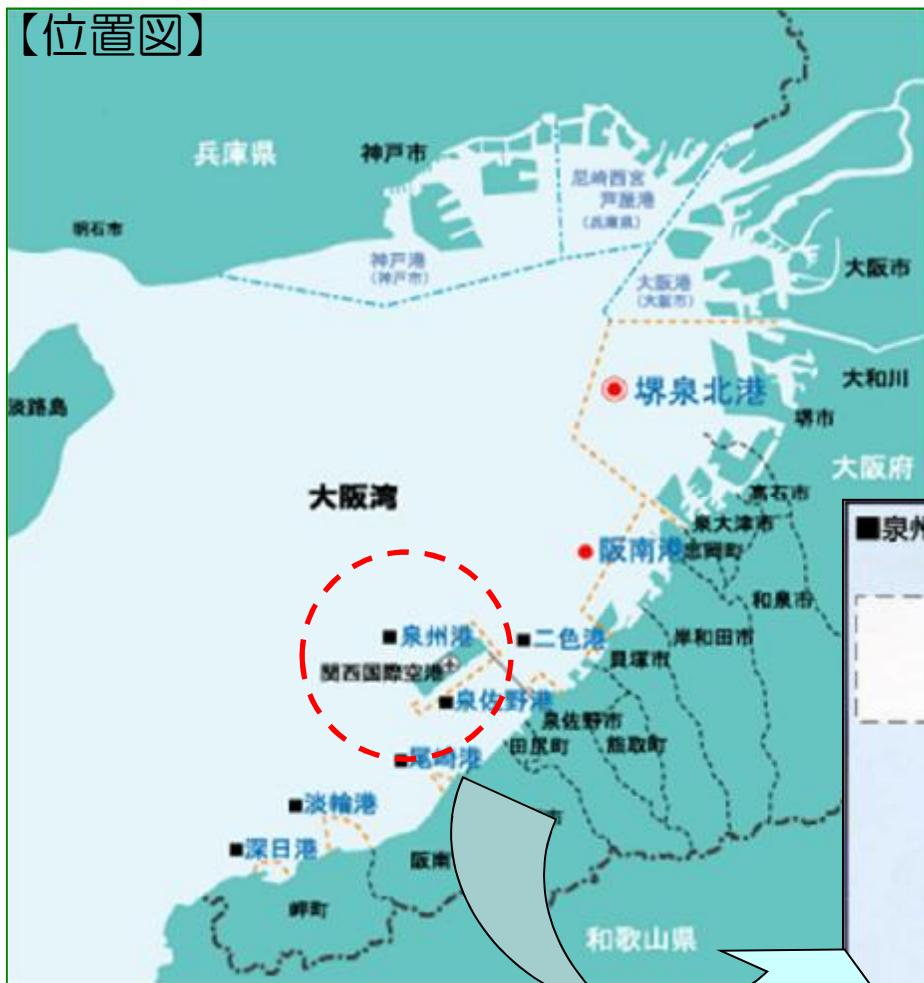 【位置図】
兵庫県
神戸市
尼崎西宮
芦屋港
(兵庫県)
明石市
神戸港
(神戸市)
大阪港
(大阪市)
大阪市
堺泉北港
大和川
淡路島
堺市
大阪府
大阪湾
高石市
泉大津市
■泉州
阪南港
忠岡町
和泉市
■泉州港
■二色港
岸和田市
関西国際空港
貝塚市
■泉佐野港
泉佐野市
田尻町
熊取町
■尾崎港
■淡輪港
市
■深日港
阪南
岬町
和歌山県